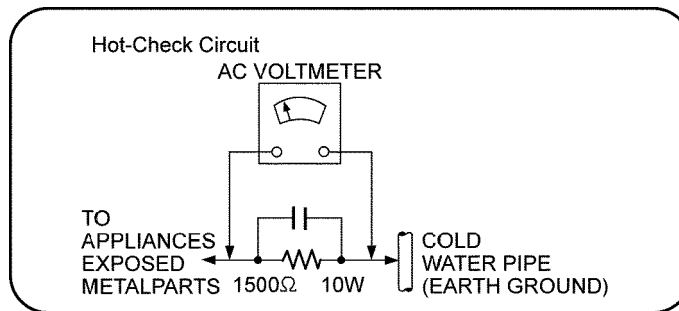 Hot-Check Circuit
AC VOLTMETER
TO
APPLIANCES
EXPOSED
METALPARTS
1500Ω 10W
COLD
WATER PIPE
(EARTH GROUND)